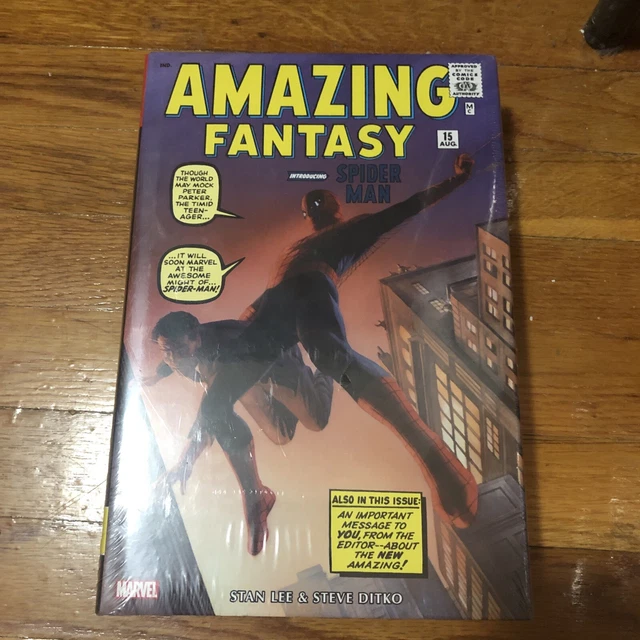 IND.
AMAZING
FANTASY
APPROVED
BY THE
COMICS
CODE
AUTHORITY
M
C
15
AUG.
INTRODUCING
SPIDER
MAN
THOUGH
THE WORLD
MAY MOCK
PETER
PARKER,
THE TIMID
TEEN-
AGER...
...IT WILL
SOON MARVEL
AT THE
AWESOME
MIGHT OF...
SPIDER-MAN!
ALSO IN THIS ISSUE:
AN IMPORTANT
MESSAGE TO
YOU, FROM THE
EDITOR--ABOUT
THE NEW
AMAZING!
MARVEL
STAN LEE & STEVE DITKO